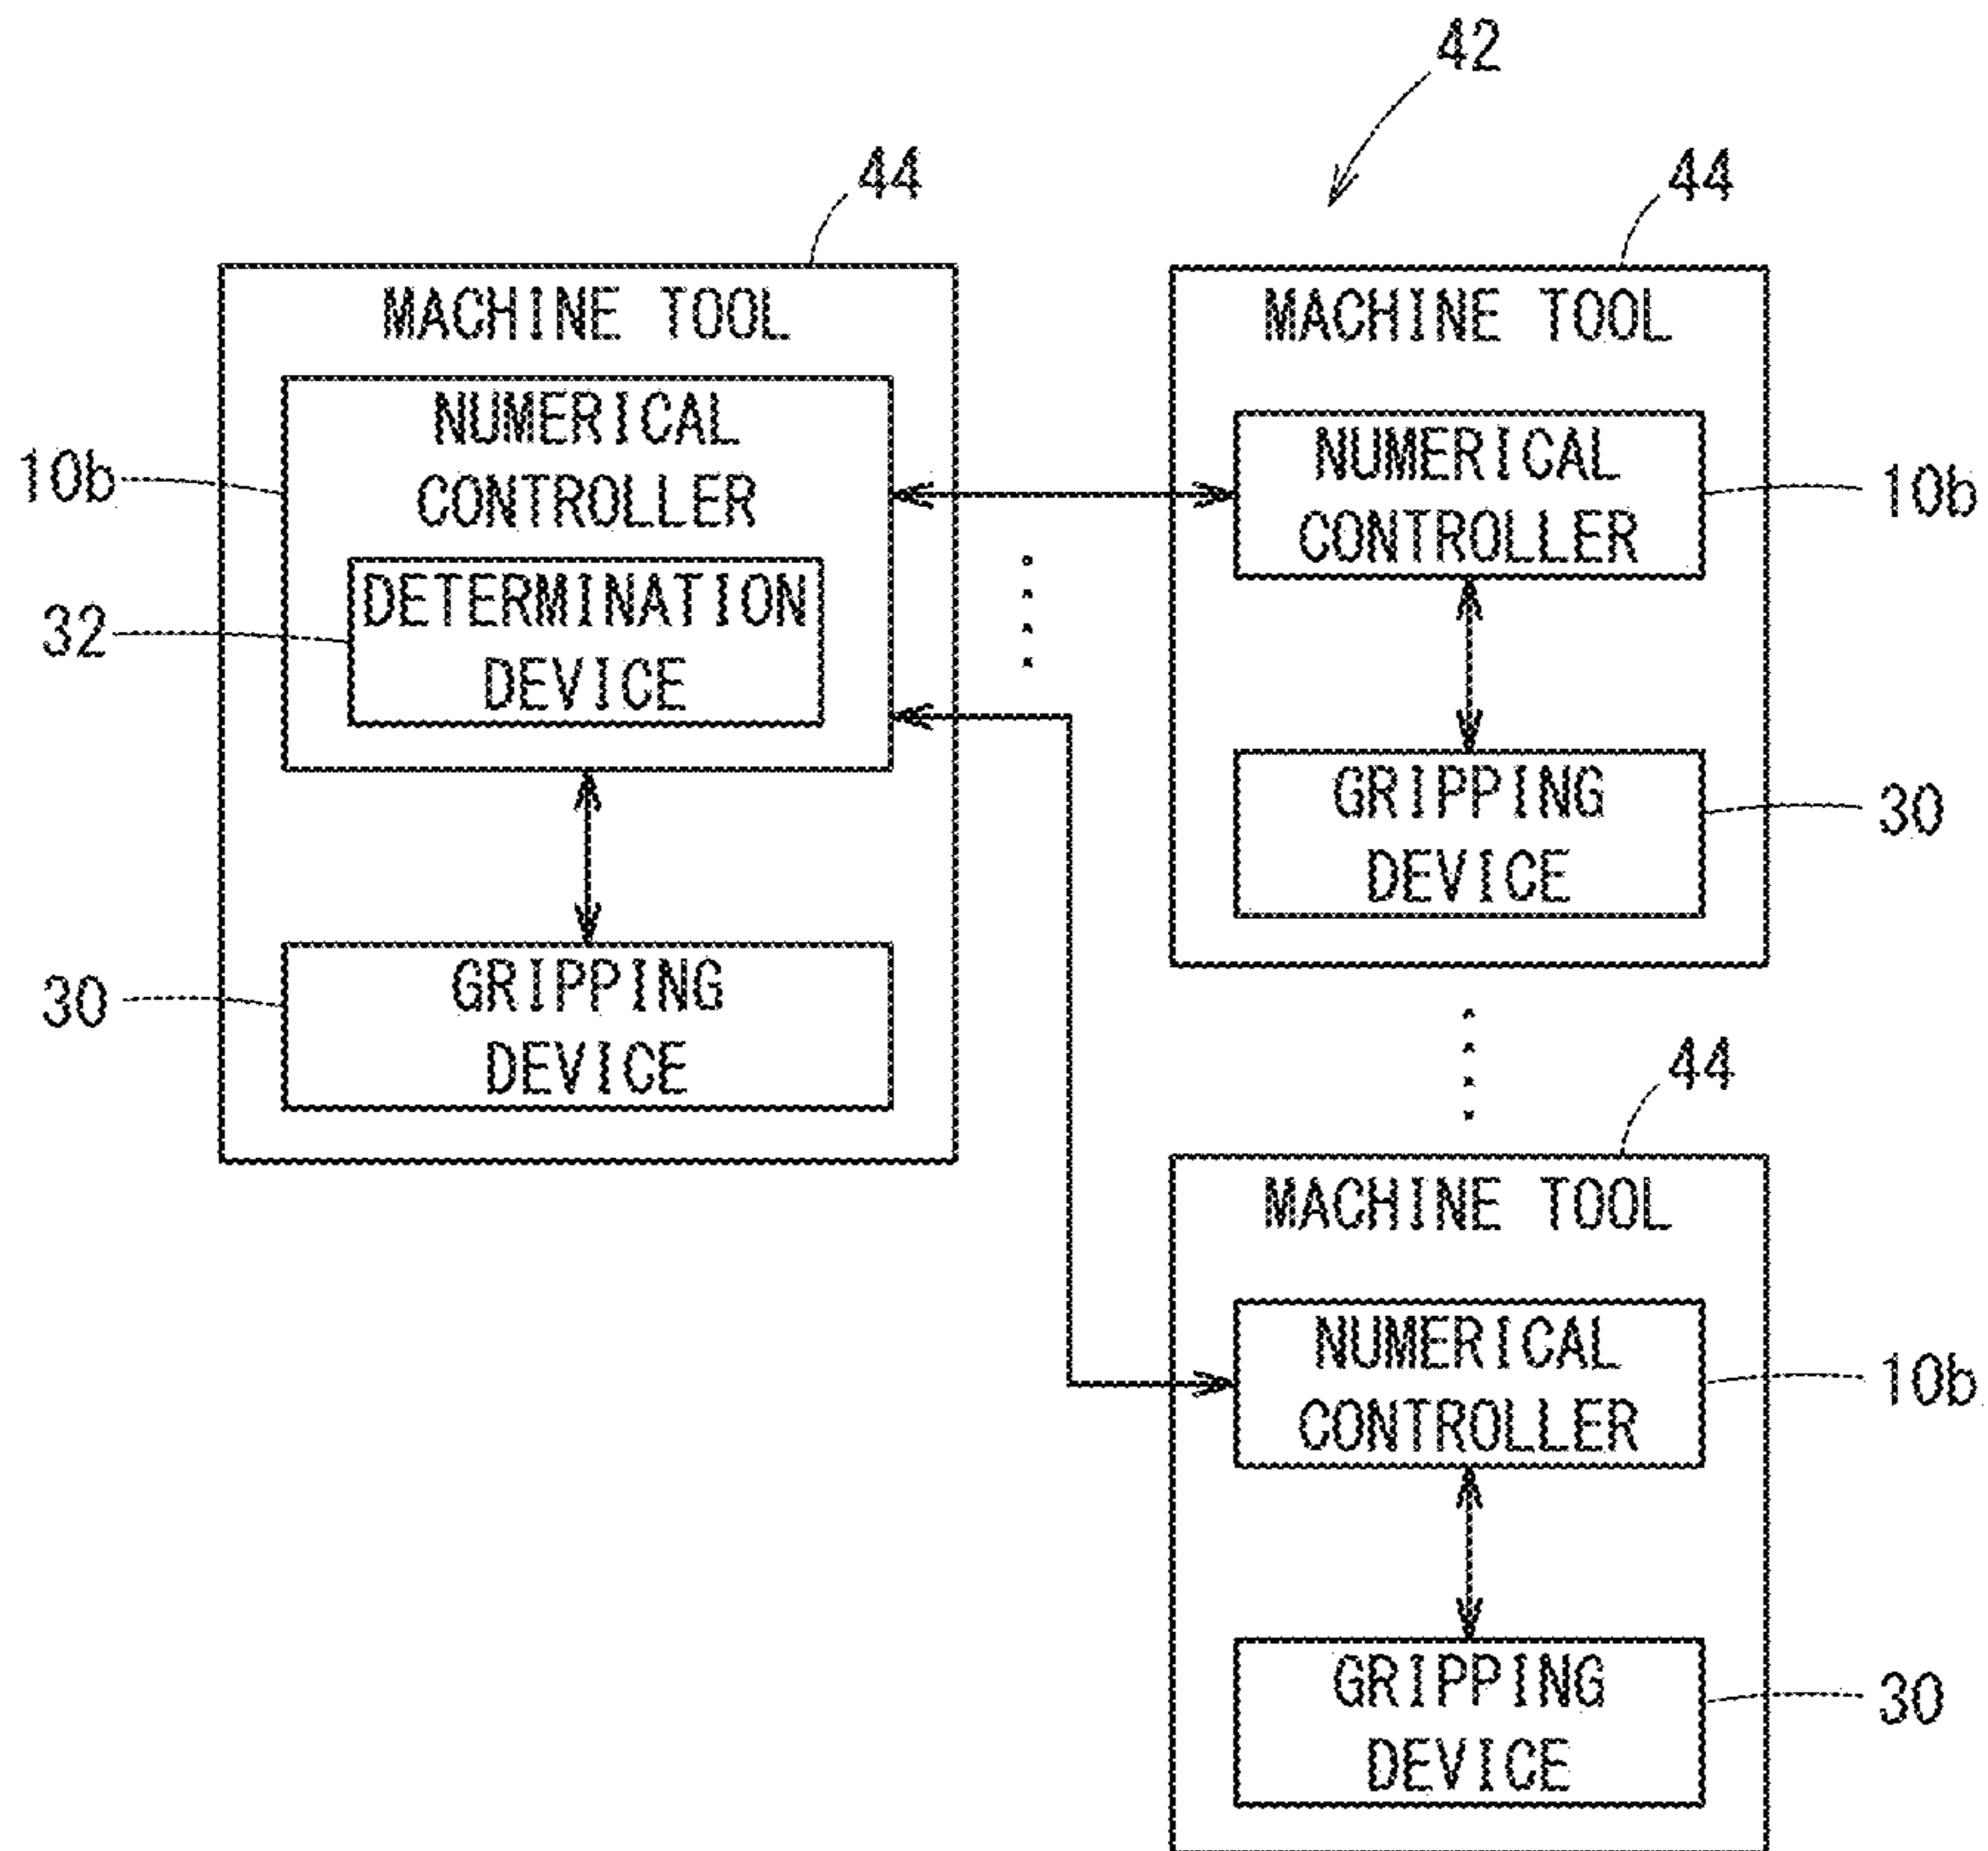 42
44
MACHINE TOOL
NUMERICAL
CONTROLLER
10b
DETERMINATION
DEVICE
32
GRIPPING
DEVICE
30
44
MACHINE TOOL
NUMERICAL
CONTROLLER
10b
GRIPPING
DEVICE
30
44
MACHINE TOOL
NUMERICAL
CONTROLLER
10b
GRIPPING
DEVICE
30